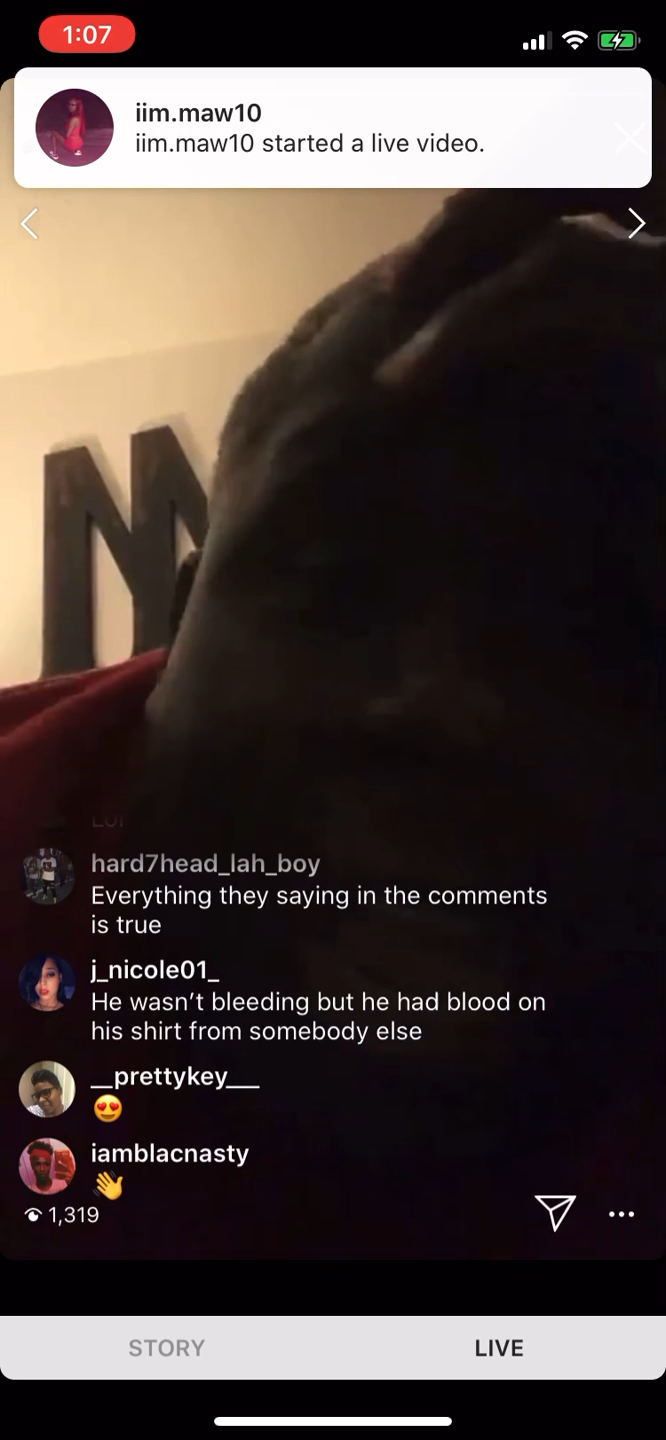 1:07
iim.maw10
iim.maw10 started a live video.
hard7head_lah_boy
Everything they saying in the comments
is true
j_nicole01_
He wasn’t bleeding but he had blood on
his shirt from somebody else
__prettykey___
😍
iamblacnasty
👋
1,319
STORY
LIVE